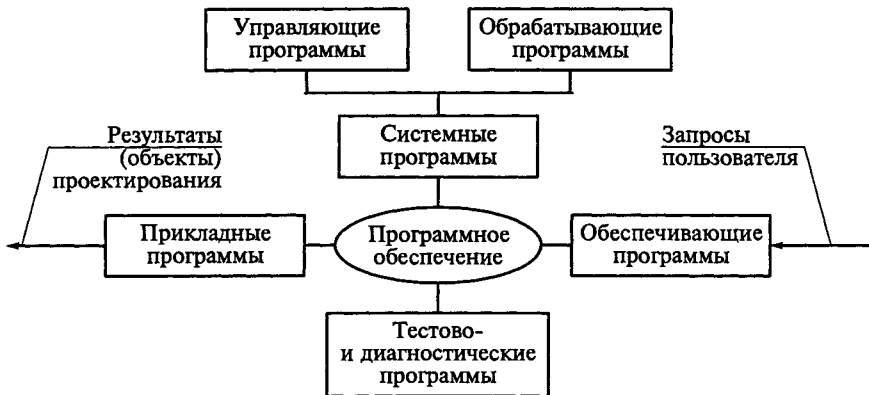 Управляющие
программы
Обрабатывающие
программы
Системные
программы
Результаты
(объекты)
проектирования
Запросы
пользователя
Прикладные
программы
Программное
обеспечение
Обеспечивающие
программы
Тестово-
и диагностические
программы